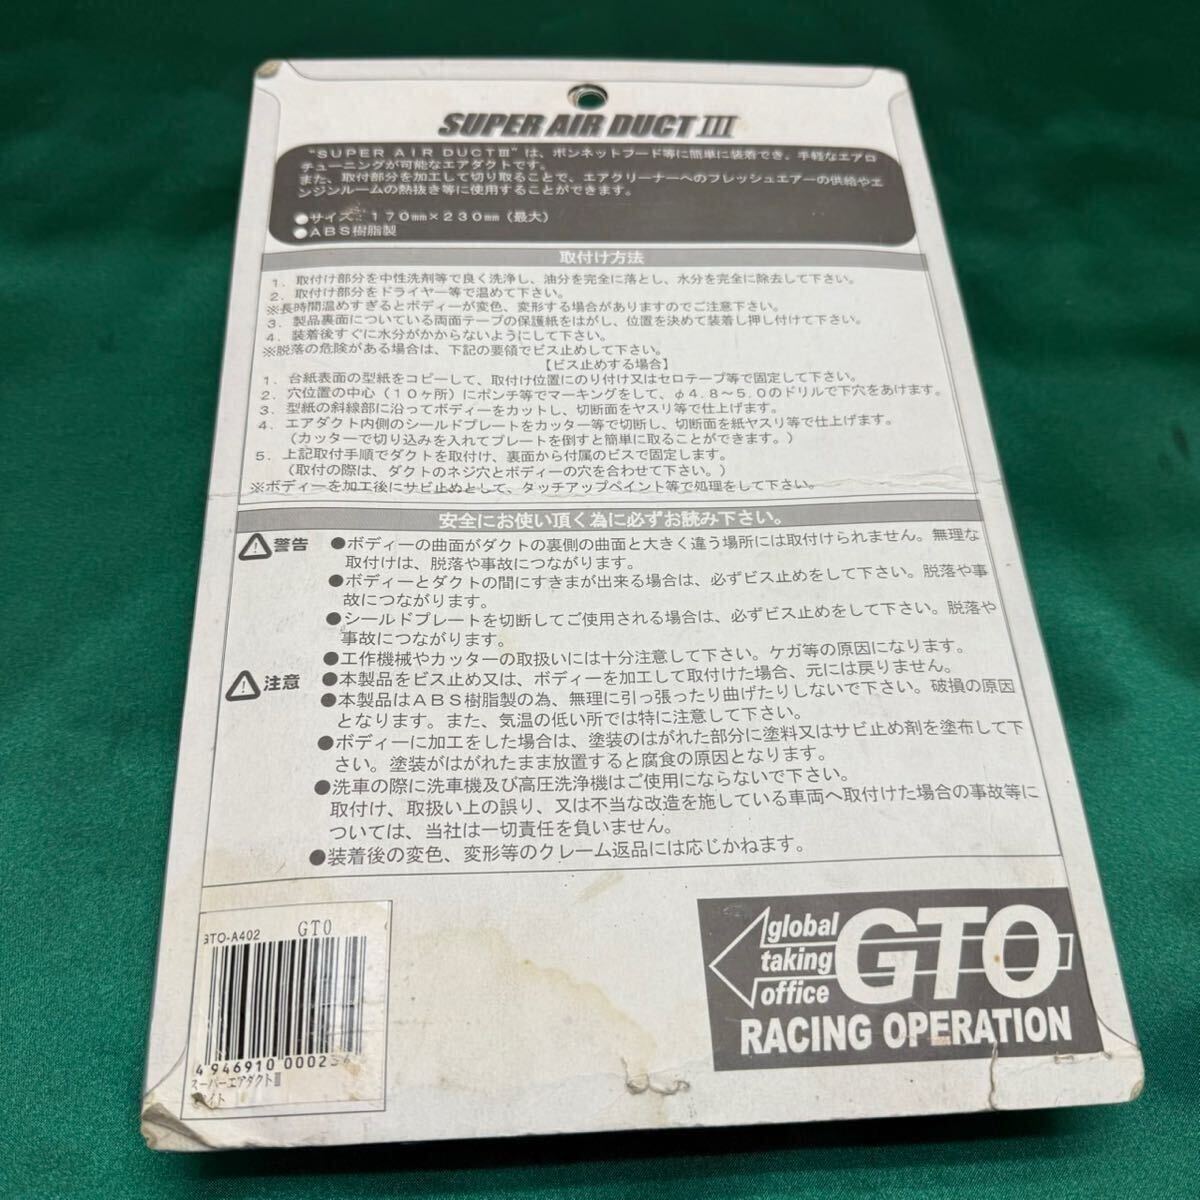 SUPER AIR DUCT III
“SUPER AIR DUCTⅢ”は、ボンネットフード等に簡単に装着でき、手軽なエアロ
チューニングが可能なエアダクトです。
また、取付部分を加工して切り取ることで、エアクリーナーへのフレッシュエアーの供給やエ
ンジンルームの熱抜き等に使用することができます。
●サイズ：170㎜×230㎜（最大）
●ABS樹脂製
取付け方法
1．取付け部分を中性洗剤等で良く洗浄し、油分を完全に落とし、水分を完全に除去して下さい。
2．取付け部分をドライヤー等で温めて下さい。
※長時間温めすぎるとボディーが変色、変形する場合がありますのでご注意下さい。
3．製品裏面についている両面テープの保護紙をはがし、位置を決めて装着し押し付けて下さい。
4．装着後すぐに水分がかからないようにして下さい。
※脱落の危険がある場合は、下記の要領でビス止めして下さい。
【ビス止めする場合】
1．台紙表面の型紙をコピーして、取付け位置にのり付け又はセロテープ等で固定して下さい。
2．穴位置の中心（10ヶ所）にポンチ等でマーキングをして、φ4.8～5.0のドリルで下穴をあけます。
3．型紙の斜線部に沿ってボディーをカットし、切断面をヤスリ等で仕上げます。
4．エアダクト内側のシールドプレートをカッター等で切断し、切断面を紙ヤスリ等で仕上げます。
（カッターで切り込みを入れてプレートを倒すと簡単に取ることができます。）
5．上記取付手順でダクトを取付け、裏面から付属のビスで固定します。
（取付の際は、ダクトのネジ穴とボディーの穴を合わせて下さい。）
※ボディーを加工後にサビ止めとして、タッチアップペイント等で処理をして下さい。
安全にお使い頂く為に必ずお読み下さい。
警告 ●ボディーの曲面がダクトの裏側の曲面と大きく違う場所には取付けられません。無理な
取付けは、脱落や事故につながります。
●ボディーとダクトの間にすきまが出来る場合は、必ずビス止めをして下さい。脱落や事
故につながります。
●シールドプレートを切断してご使用される場合は、必ずビス止めをして下さい。脱落や
事故につながります。
●工作機械やカッターの取扱いには十分注意して下さい。ケガ等の原因になります。
注意 ●本製品をビス止め又は、ボディーを加工して取付けた場合、元には戻りません。
●本製品はABS樹脂製の為、無理に引っ張ったり曲げたりしないで下さい。破損の原因
となります。また、気温の低い所では特に注意して下さい。
●ボディーに加工をした場合は、塗装のはがれた部分に塗料又はサビ止め剤を塗布して下
さい。塗装がはがれたまま放置すると腐食の原因となります。
●洗車の際に洗車機及び高圧洗浄機はご使用にならないで下さい。
取付け、取扱い上の誤り、又は不当な改造を施している車両へ取付けた場合の事故等に
ついては、当社は一切責任を負いません。
●装着後の変色、変形等のクレーム返品には応じかねます。
GTO-A402 GTO
4 946910 00023
スーパーエアダクトⅢ
ホワイト
global
taking
office
GTO
RACING OPERATION